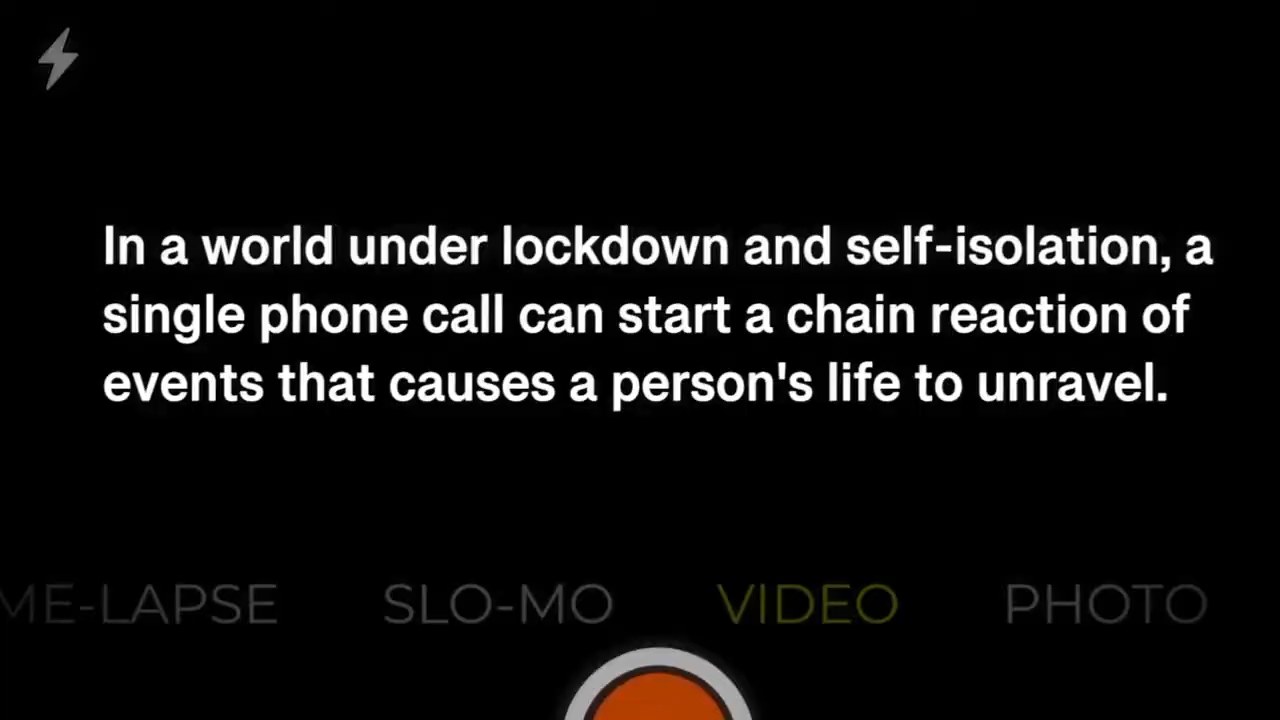 In a world under lockdown and self-isolation, a
single phone call can start a chain reaction of
events that causes a person's life to unravel.
ME-LAPSE SLO-MO VIDEO PHOTO